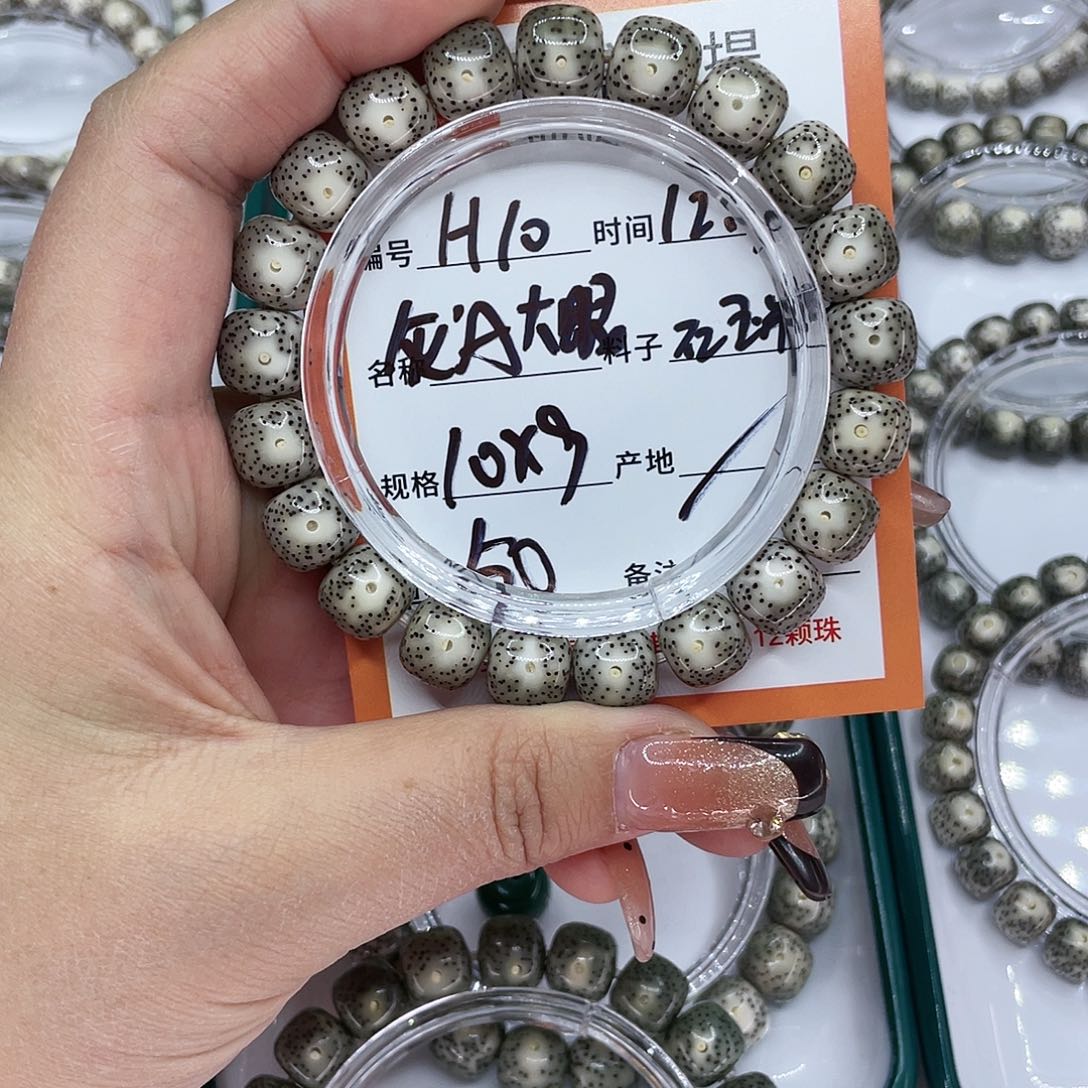 编号 H10 时间 12.
名称 灰A大眼 料子
规格 10x9 产地 /
50 备注
12颗珠